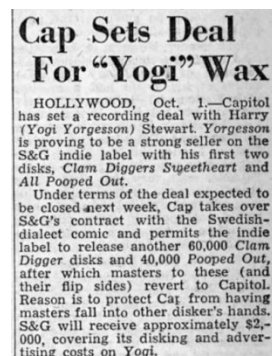 Cap Sets Deal
For "Yogi" Wax
HOLLYWOOD, Oct. 1.—Capitol
has set a recording deal with Harry
(Yogi Yorgesson) Stewart. Yorgesson
is proving to be a strong seller on the
S&G indie label with his first two
disks, Clam Diggers Sweetheart and
All Pooped Out.
Under terms of the deal expected to
be closed next week, Cap takes over
S&G's contract with the Swedish-
dialect comic and permits the indie
label to release another 60,000 Clam
Digger disks and 40,000 Pooped Out,
after which masters to these (and
their flip sides) revert to Capitol.
Reason is to protect Cap from having
masters fall into other disker's hands.
S&G will receive approximately $2,-
000, covering its disking and adver-
tising costs on Yogi.